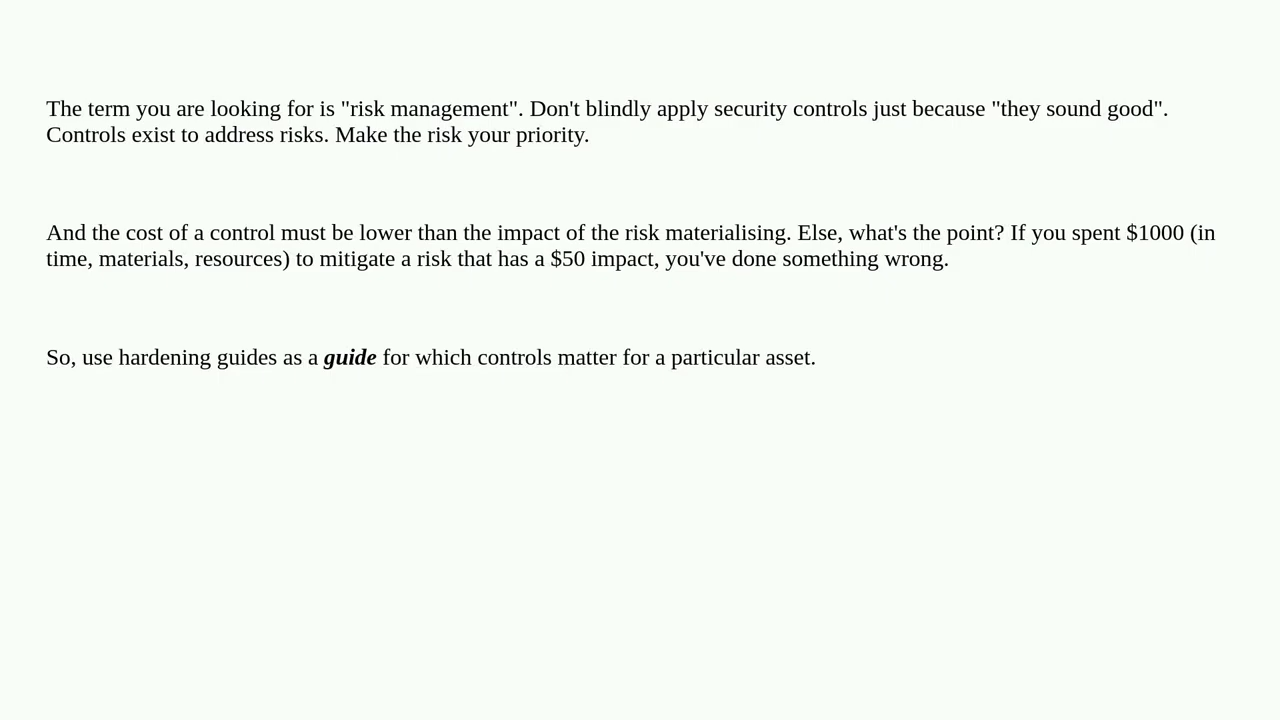 The term you are looking for is "risk management". Don't blindly apply security controls just because "they sound good".
Controls exist to address risks. Make the risk your priority.
And the cost of a control must be lower than the impact of the risk materialising. Else, what's the point? If you spent $1000 (in
time, materials, resources) to mitigate a risk that has a $50 impact, you've done something wrong.
So, use hardening guides as a guide for which controls matter for a particular asset.